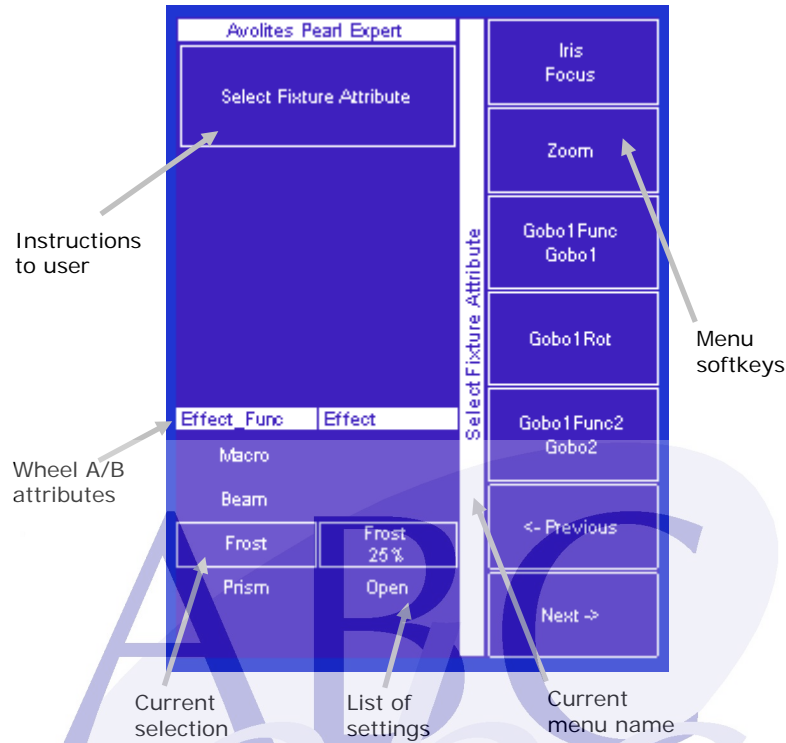 Avolites Pearl Expert
Select Fixture Attribute
Iris
Focus
Zoom
Gobo1Func
Gobo1
Gobo1Rot
Gobo1Func2
Gobo2
<- Previous
Next ->
Select Fixture Attribute
Effect_Func
Effect
Macro
Beam
Frost
Frost
25%
Prism
Open
Instructions
to user
Wheel A/B
attributes
Menu
softkeys
Current
selection
List of
settings
Current
menu name
ABC